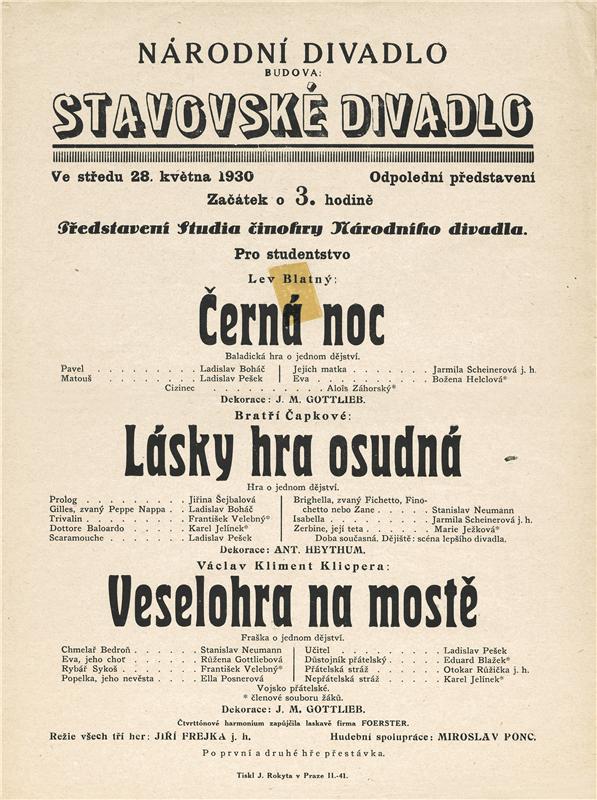 NÁRODNÍ DIVADLO
BUDOVA:
STAVOVSKÉ DIVADLO
Ve středu 28. května 1930 Odpolední představení
Začátek o 3. hodině
Představení Studia činohry Národního divadla.
Pro studentstvo
Lev Blatný:
Černá noc
Baladická hra o jednom dějství.
Pavel . . . . . . . . . Ladislav Boháč | Jejich matka . . . . . . . . Jarmila Scheinerová j. h.
Matouš . . . . . . . . Ladislav Pešek | Eva . . . . . . . . . . . Božena Helclová*
Cizinec . . . . . . . . . . . Aloïs Záhorský*
Dekorace: J. M. GOTTLIEB.
Bratří Čapkové:
Lásky hra osudná
Hra o jednom dějství.
Prolog . . . . . . . . . Jiřina Šejbalová | Brighella, zvaný Fichetto, Fino-
Gilles, zvaný Peppe Nappa . . Ladislav Boháč | chetto nebo Zane . . . . . Stanislav Neumann
Trivalin . . . . . . . . František Velebný* | Isabella . . . . . . . . Jarmila Scheinerová j. h.
Dottore Baloardo . . . . . Karel Jelínek* | Zerbine, její teta . . . . . . Marie Ježková*
Scaramouche . . . . . . . Ladislav Pešek | Doba současná. Dějiště: scéna lepšího divadla.
Dekorace: ANT. HEYTHUM.
Václav Kliment Klicpera:
Veselohra na mostě
Fraška o jednom dějství.
Chmelař Bedroň . . . . . Stanislav Neumann | Učitel . . . . . . . . . Ladislav Pešek
Eva, jeho choť . . . . . Růžena Gottliebová | Důstojník přátelský . . . . . Eduard Blažek*
Rybář Sykoš . . . . . . František Velebný* | Přátelská stráž . . . . . . Otokar Růžička j. h.
Popelka, jeho nevěsta . . . . Ella Posnerová | Nepřátelská stráž . . . . . Karel Jelínek*
Vojsko přátelské.
* členové souboru žáků.
Dekorace: J. M. GOTTLIEB.
Čtvrttónové harmonium zapůjčila laskavě firma FOERSTER.
Režie všech tří her: JIŘÍ FREJKA j. h. Hudební spolupráce: MIROSLAV PONC.
Po první a druhé hře přestávka.
Tiskl J. Rokyta v Praze II.-41.